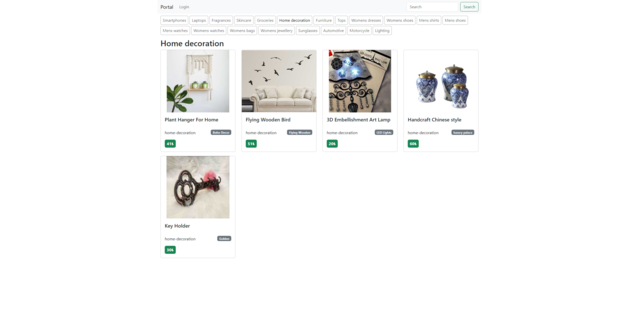 Portal Login Search Search
Smartphones Laptops Fragrances Skincare Groceries Home decoration Furniture Tops Womens dresses Womens shoes Mens shirts Mens shoes
Mens watches Womens watches Womens bags Womens jewellery Sunglasses Automotive Motorcycle Lighting
Home decoration
Plant Hanger For Home
home-decoration Boho Decor
41$
Flying Wooden Bird
home-decoration Flying Wooden
51$
3D Embellishment Art Lamp
home-decoration LED Lights
20$
Handcraft Chinese style
home-decoration luxury palace
60$
Key Holder
home-decoration Golden
30$